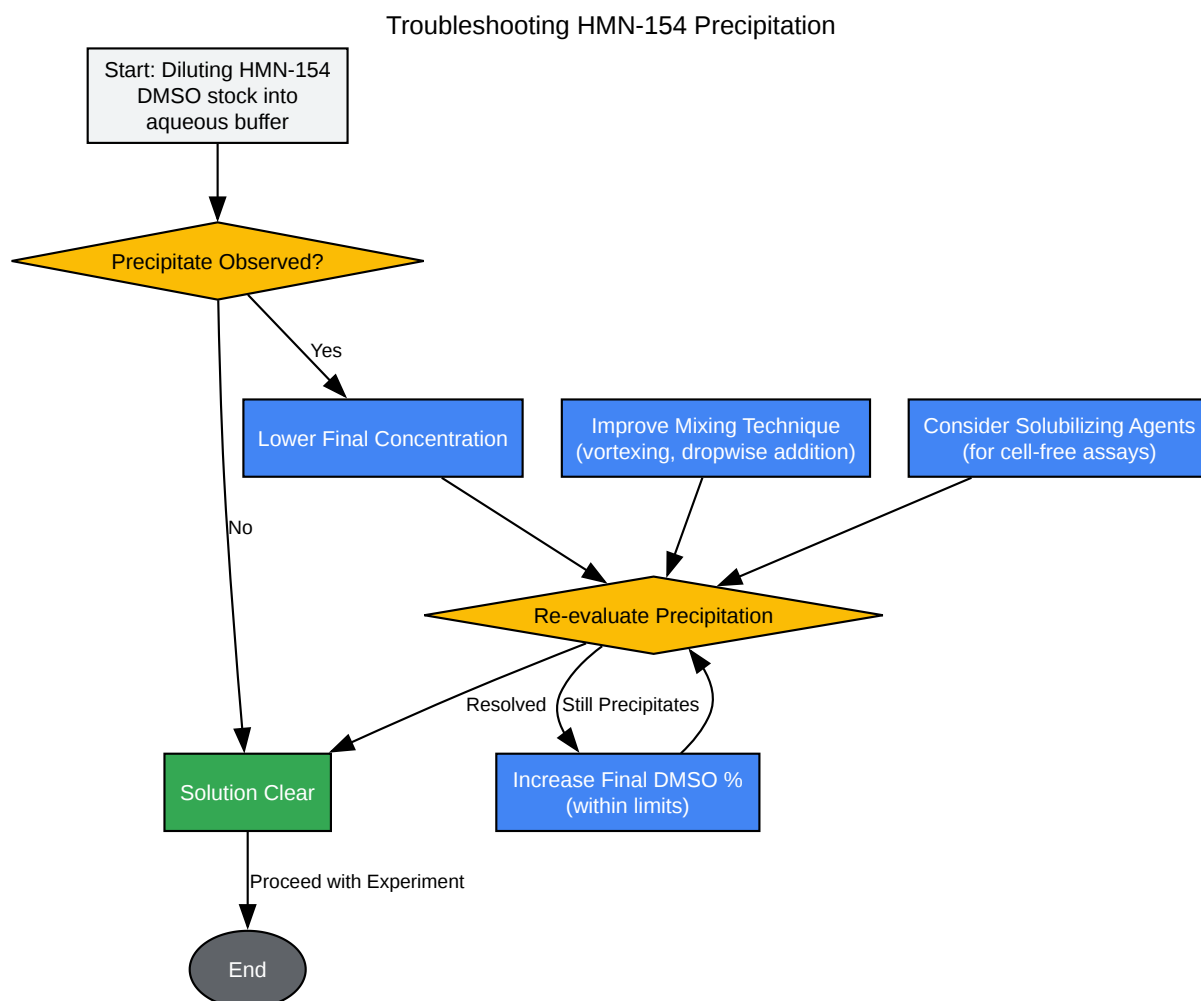 Troubleshooting HMN-154 Precipitation
Start: Diluting HMN-154
DMSO stock into
aqueous buffer
Precipitate Observed?
Yes
Lower Final Concentration
Improve Mixing Technique
(vortexing, dropwise addition)
Consider Solubilizing Agents
(for cell-free assays)
No
Re-evaluate Precipitation
Resolved
Still Precipitates
Solution Clear
Increase Final DMSO %
(within limits)
Proceed with Experiment
End